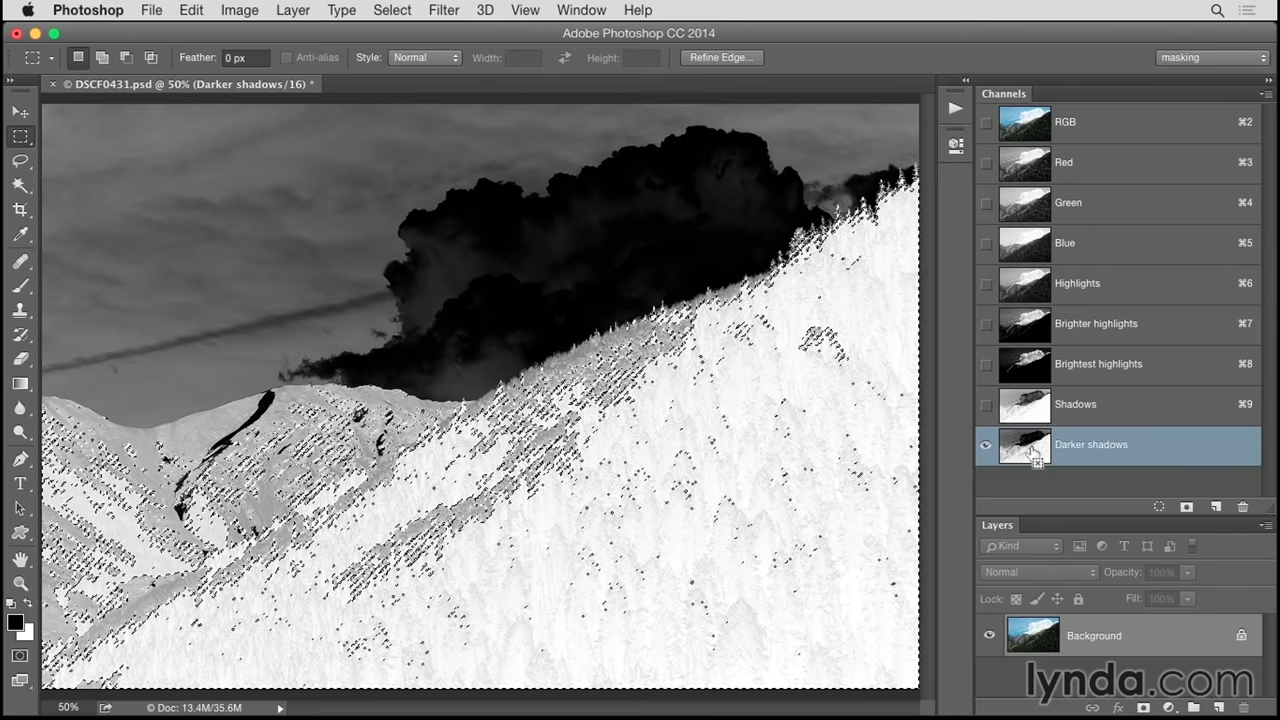 Photoshop File Edit Image Layer Type Select Filter 3D View Window Help
Adobe Photoshop CC 2014
Feather: 0 px Anti-alias Style: Normal Width: Height: Refine Edge... masking
× © DSCF0431.psd @ 50% (Darker shadows/16) *
Channels
RGB ⌘2
Red ⌘3
Green ⌘4
Blue ⌘5
Highlights ⌘6
Brighter highlights ⌘7
Brightest highlights ⌘8
Shadows ⌘9
Darker shadows
Layers
Kind
Normal Opacity: 100%
Lock: Fill: 100%
Background
lynda.com
50% © Doc: 13.4M/35.6M